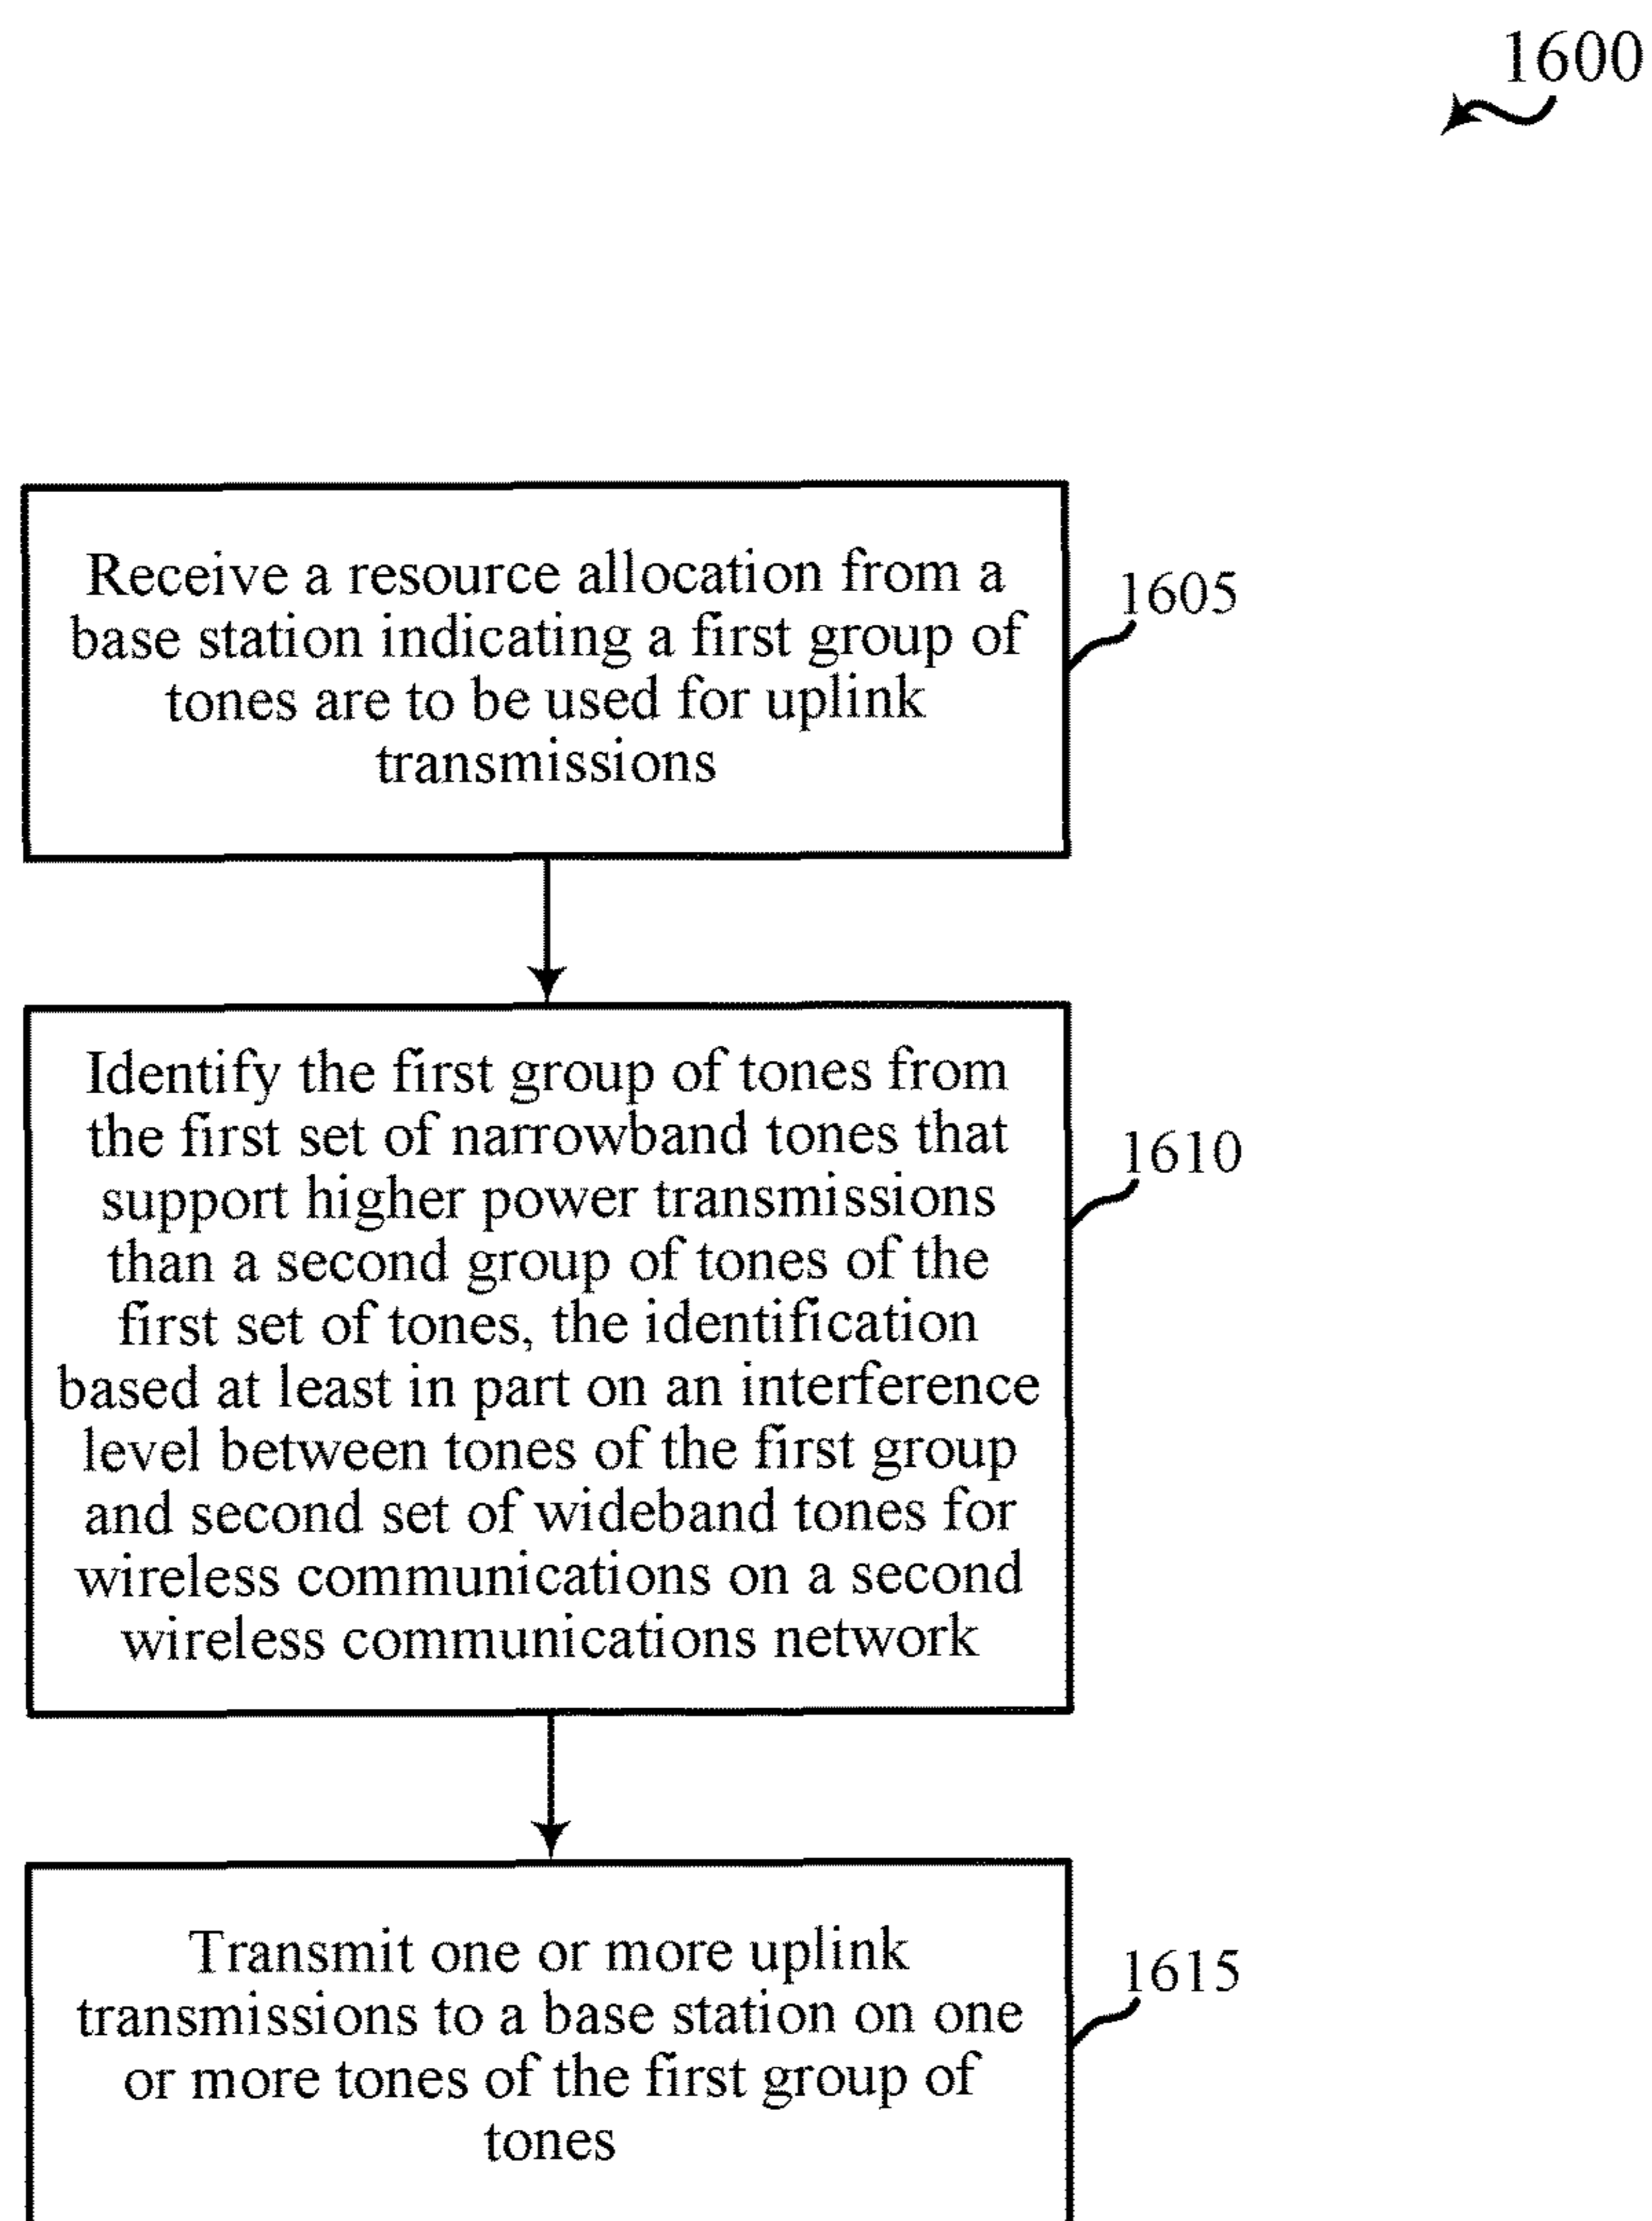 1600
Receive a resource allocation from a
base station indicating a first group of
tones are to be used for uplink
transmissions
1605
Identify the first group of tones from
the first set of narrowband tones that
support higher power transmissions
than a second group of tones of the
first set of tones, the identification
based at least in part on an interference
level between tones of the first group
and second set of wideband tones for
wireless communications on a second
wireless communications network
1610
Transmit one or more uplink
transmissions to a base station on one
or more tones of the first group of
tones
1615